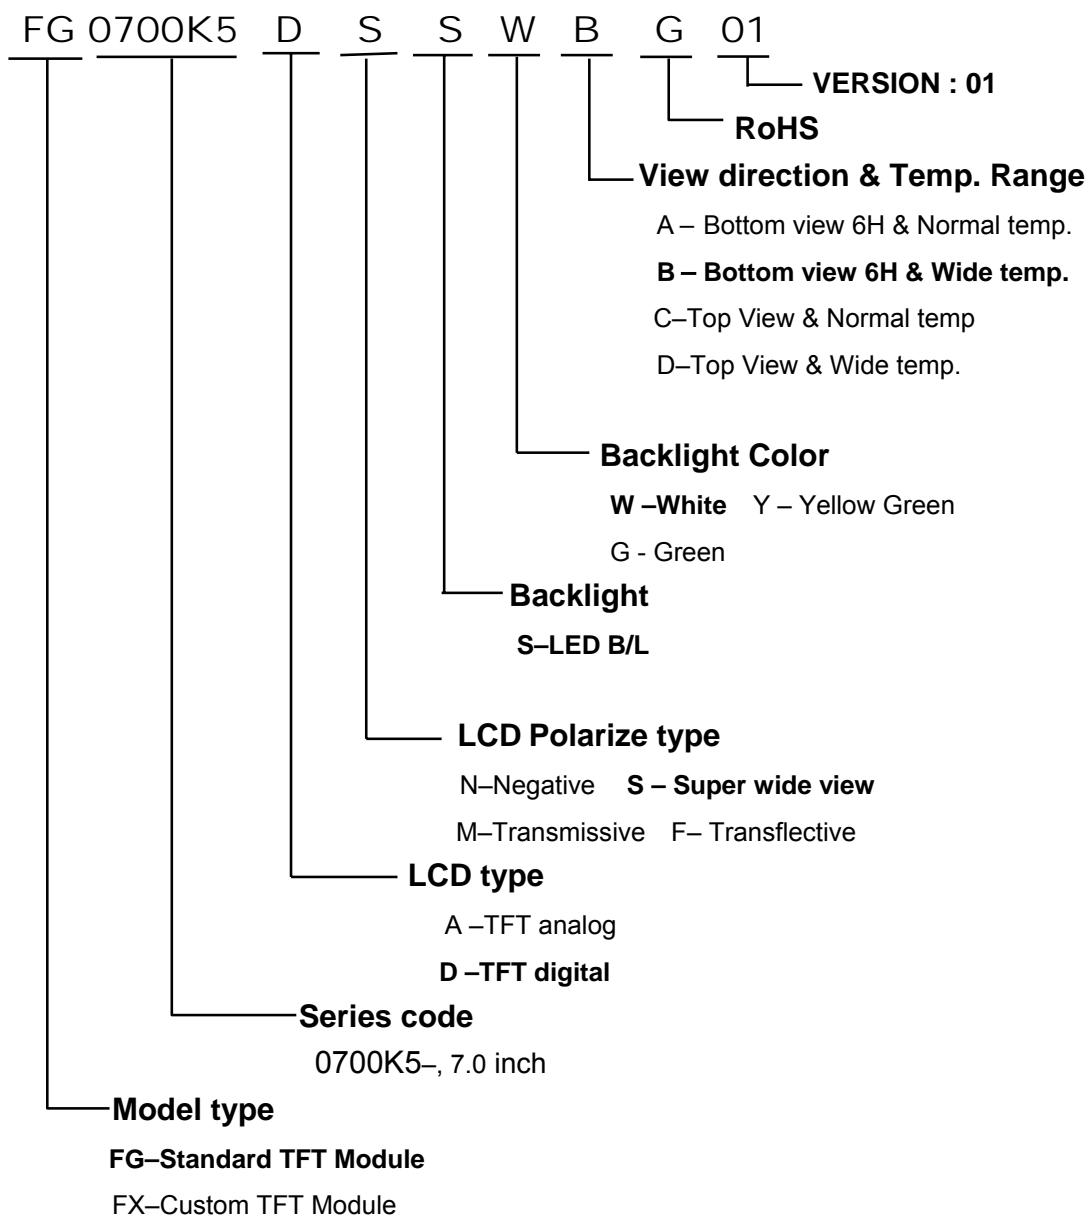 FG 0700K5 D S S W B G 01
VERSION : 01
RoHS
View direction & Temp. Range
A – Bottom view 6H & Normal temp.
B – Bottom view 6H & Wide temp.
C–Top View & Normal temp
D–Top View & Wide temp.
Backlight Color
W –White Y – Yellow Green
G - Green
Backlight
S–LED B/L
LCD Polarize type
N–Negative S – Super wide view
M–Transmissive F– Transflective
LCD type
A –TFT analog
D –TFT digital
Series code
0700K5–, 7.0 inch
Model type
FG–Standard TFT Module
FX–Custom TFT Module